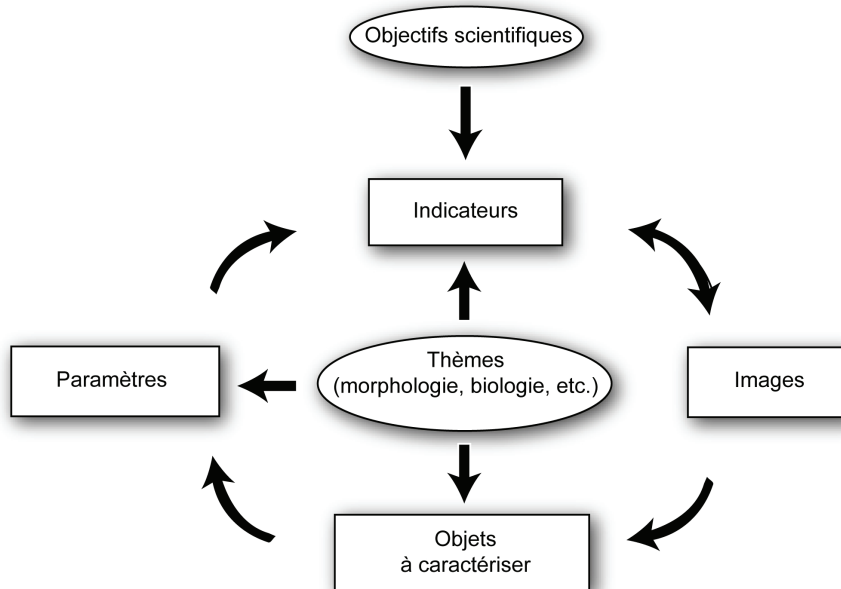 Objectifs scientifiques
Indicateurs
Thèmes
(morphologie, biologie, etc.)
Paramètres
Images
Objets
à caractériser